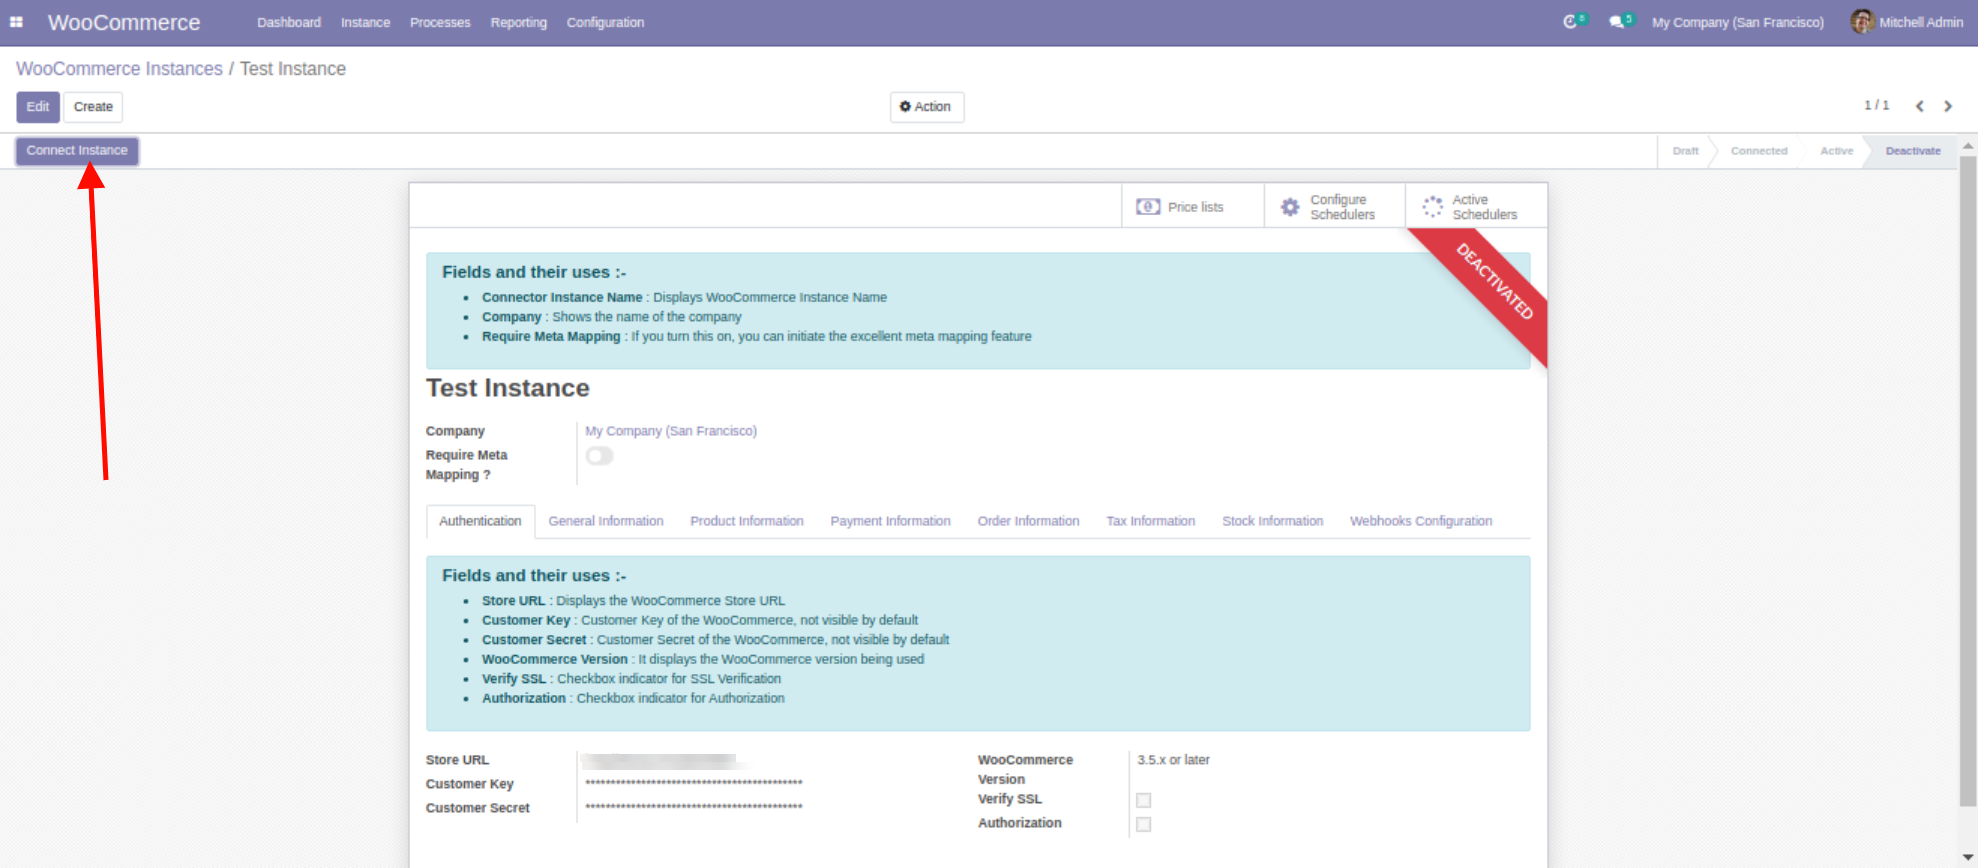 WooCommerce Dashboard Instance Processes Reporting Configuration 6 5 My Company (San Francisco) Mitchell Admin
WooCommerce Instances / Test Instance
Edit Create Action 1 / 1
Connect Instance Draft Connected Active Deactivate
Price lists Configure Schedulers Active Schedulers
DEACTIVATED
Fields and their uses :-
Connector Instance Name : Displays WooCommerce Instance Name
Company : Shows the name of the company
Require Meta Mapping : If you turn this on, you can initiate the excellent meta mapping feature
Test Instance
Company My Company (San Francisco)
Require Meta
Mapping ?
Authentication General Information Product Information Payment Information Order Information Tax Information Stock Information Webhooks Configuration
Fields and their uses :-
Store URL : Displays the WooCommerce Store URL
Customer Key : Customer Key of the WooCommerce, not visible by default
Customer Secret : Customer Secret of the WooCommerce, not visible by default
WooCommerce Version : It displays the WooCommerce version being used
Verify SSL : Checkbox indicator for SSL Verification
Authorization : Checkbox indicator for Authorization
Store URL
Customer Key *******************************************
Customer Secret *******************************************
WooCommerce Version 3.5.x or later
Verify SSL
Authorization